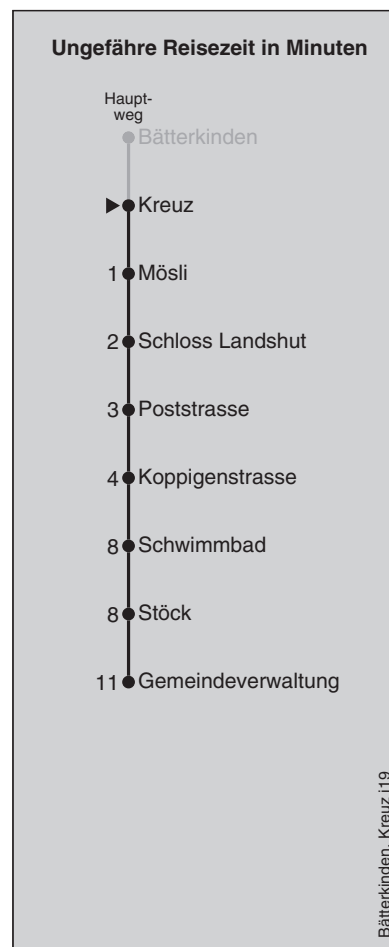 Ungefähre Reisezeit in Minuten
Haupt-
weg
Bätterkinden
Kreuz
1 Mösli
2 Schloss Landshut
3 Poststrasse
4 Koppigenstrasse
8 Schwimmbad
8 Stöck
11 Gemeindeverwaltung
Bätterkinden, Kreuz j19